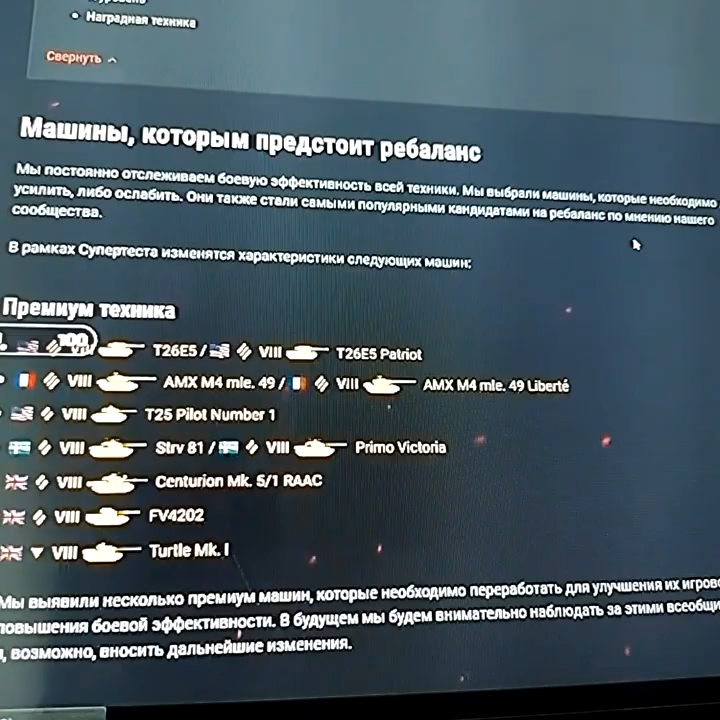 Наградная техника
Свернуть
Машины, которым предстоит ребаланс
Мы постоянно отслеживаем боевую эффективность всей техники. Мы выбрали машины, которые необходимо
усилить, либо ослабить. Они также стали самыми популярными кандидатами на ребаланс по мнению нашего
сообщества.
В рамках Супертеста изменятся характеристики следующих машин:
Премиум техника
100
T26E5 / VIII T26E5 Patriot
VIII AMX M4 mle. 49 / VIII AMX M4 mle. 49 Liberté
VIII T25 Pilot Number 1
VIII Strv 81 / VIII Primo Victoria
VIII Centurion Mk. 5/1 RAAC
VIII FV4202
VIII Turtle Mk. I
Мы выявили несколько премиум машин, которые необходимо переработать для улучшения их
повышения боевой эффективности. В будущем мы будем внимательно наблюдать за этими
, возможно, вносить дальнейшие изменения.